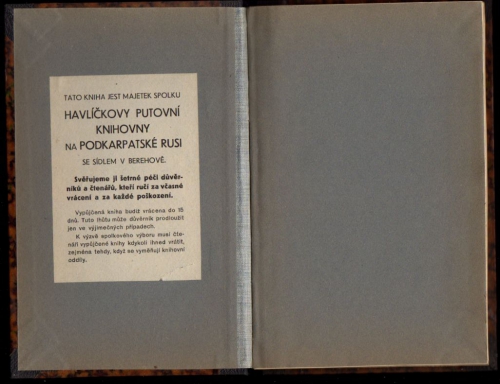 TATO KNIHA JEST MAJETEK SPOLKU
HAVLÍČKOVY PUTOVNÍ
KNIHOVNY
NA PODKARPATSKÉ RUSI
SE SÍDLEM V BEREHOVĚ.
Svěřujeme ji šetrné péči důvěr-
níků a čtenářů, kteří ručí za včasné
vrácení a za každé poškození.
Vypůjčená kniha budiž vrácena do 15
dnů. Tuto lhůtu může důvěrník prodloužit
jen ve výjimečných případech.
K výzvě spolkového výboru musí čte-
náři vypůjčené knihy kdykoli ihned vrátit,
zejména tehdy, když se vyměňují knihovní
oddíly.